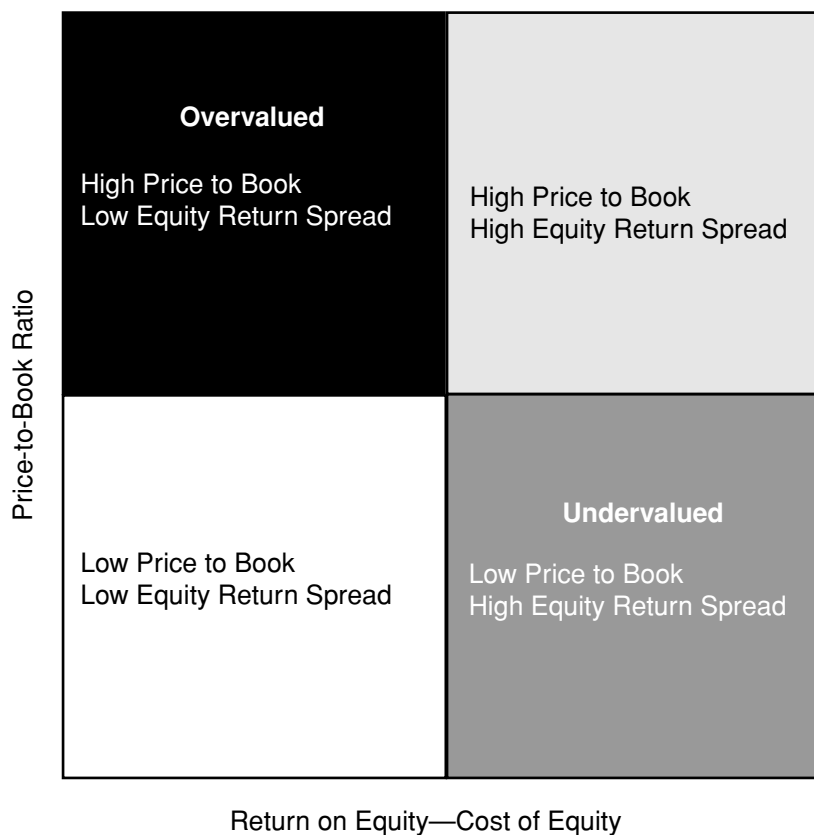 Overvalued
High Price to Book
Low Equity Return Spread
High Price to Book
High Equity Return Spread
Price-to-Book Ratio
Low Price to Book
Low Equity Return Spread
Undervalued
Low Price to Book
High Equity Return Spread
Return on Equity—Cost of Equity